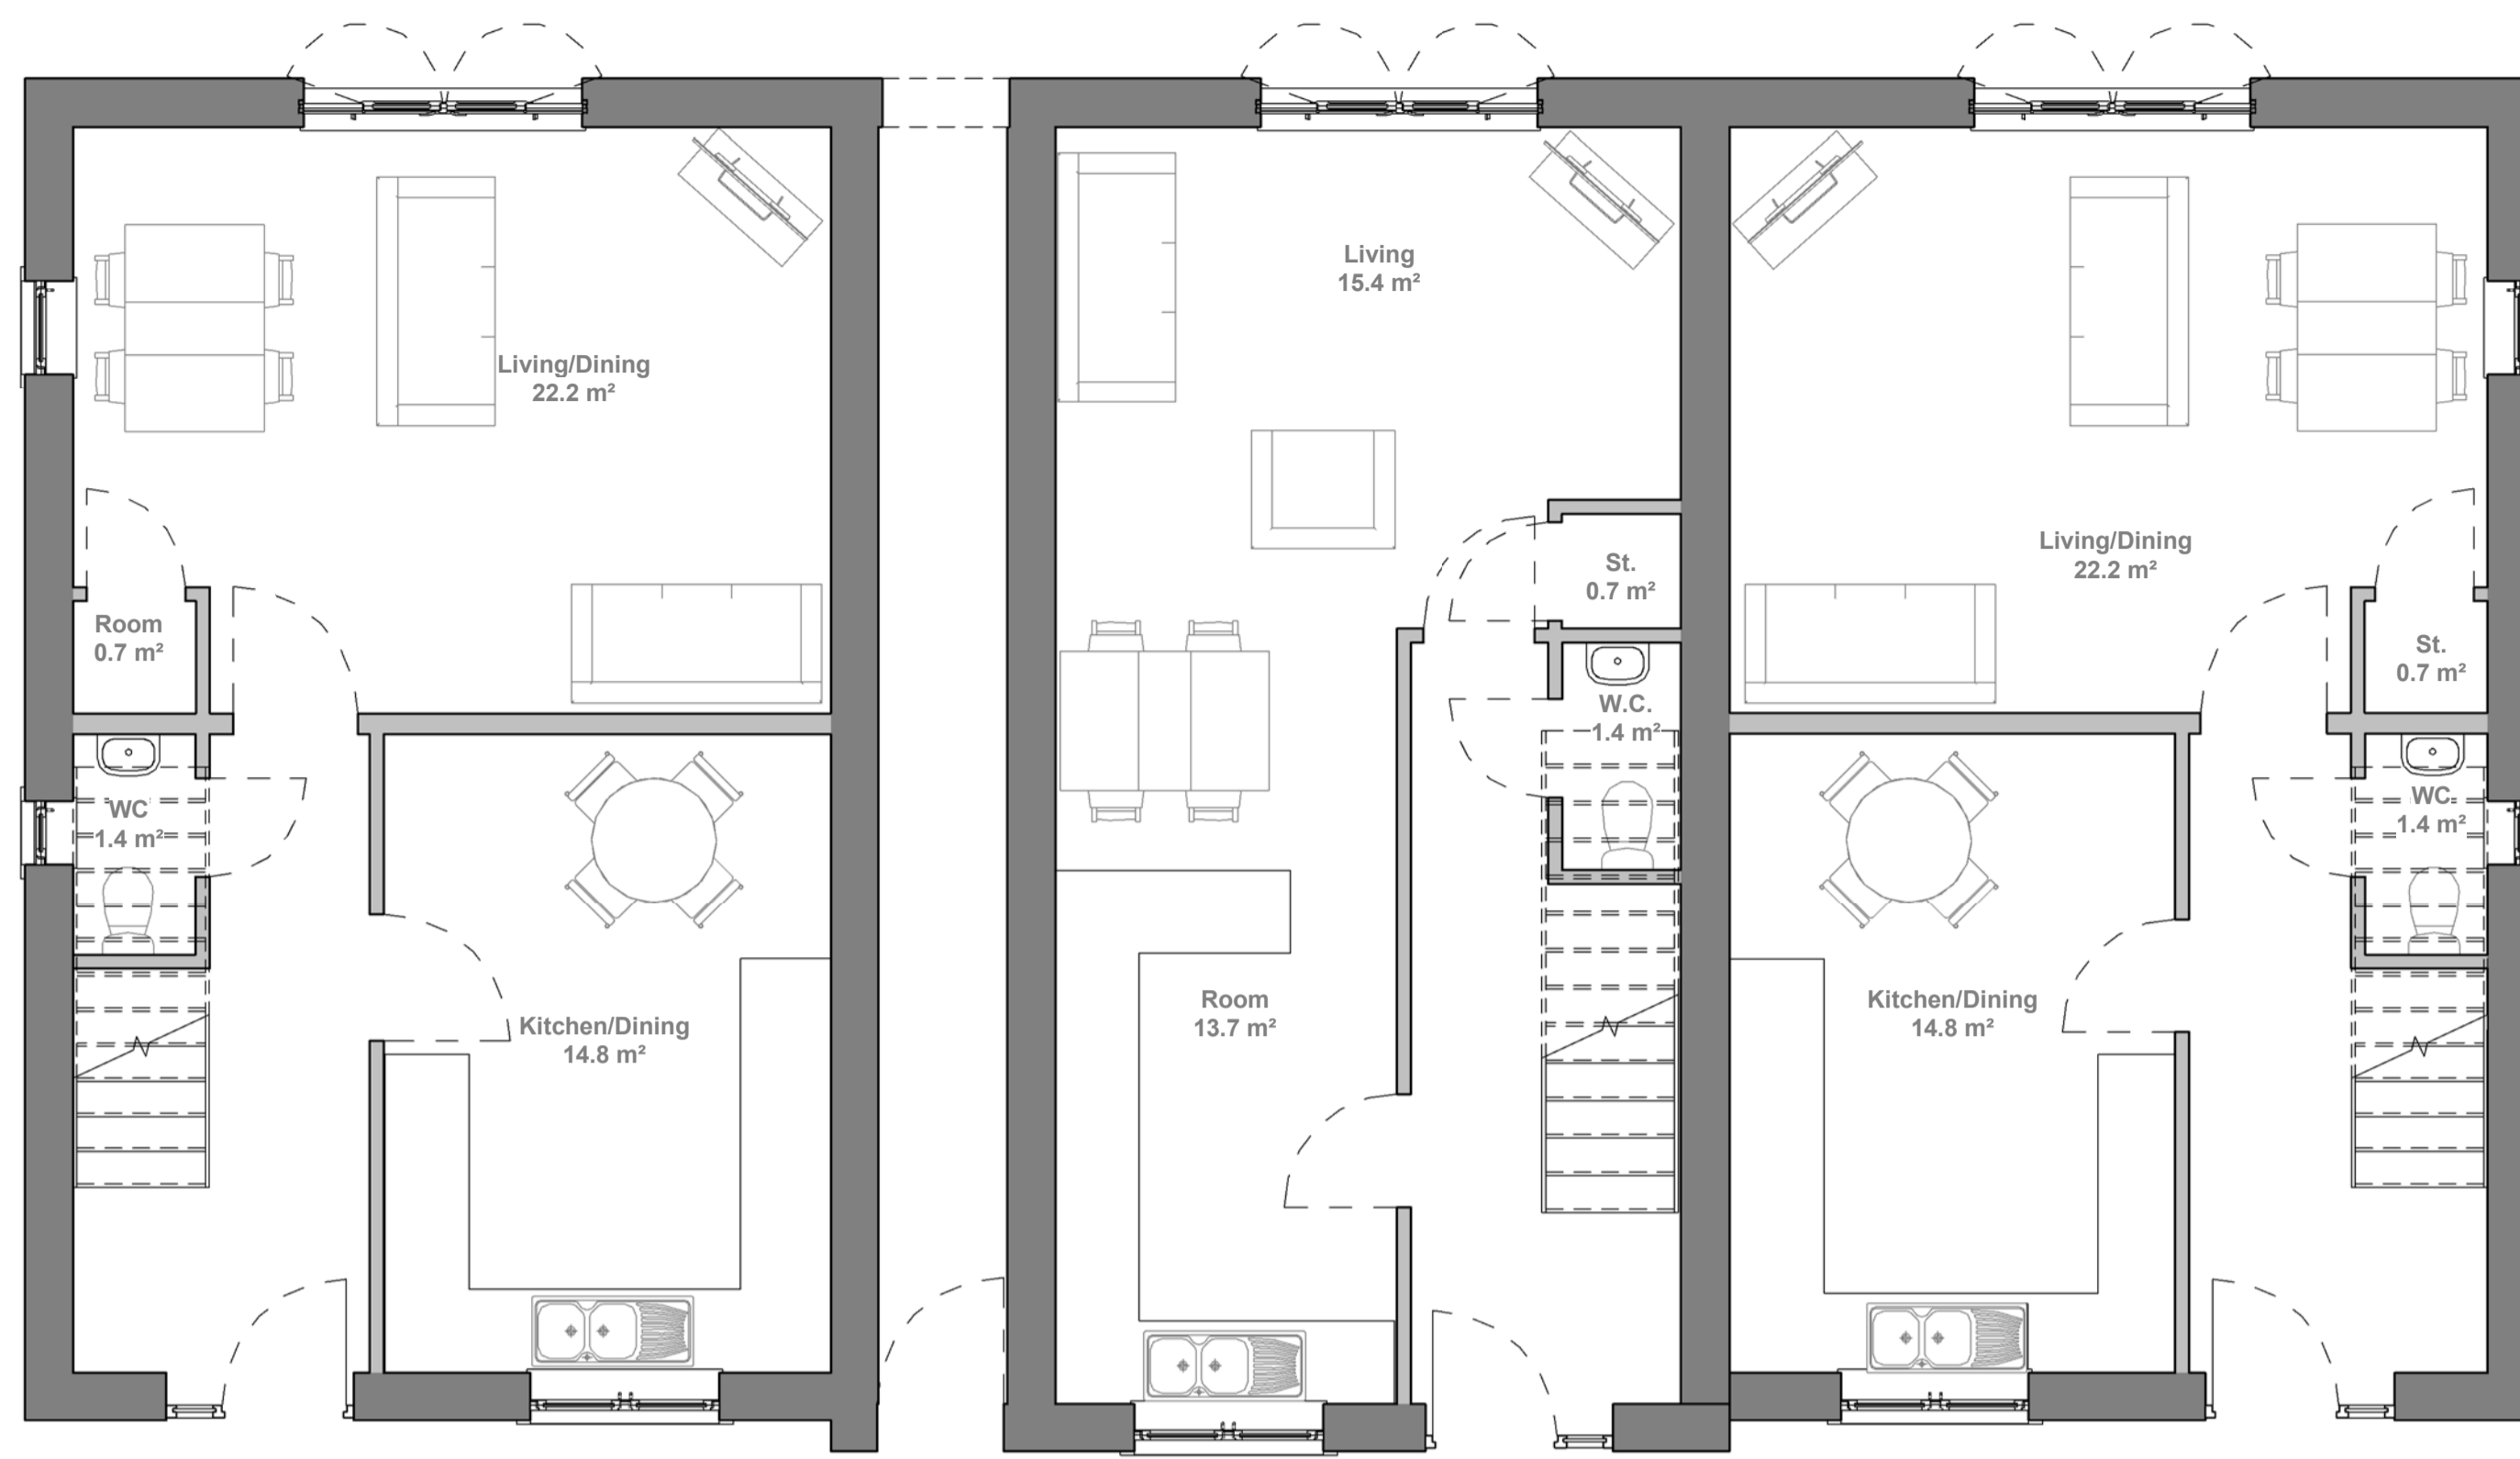 Living/Dining
22.2 m²
Room
0.7 m²
WC
1.4 m²
Kitchen/Dining
14.8 m²
Living
15.4 m²
St.
0.7 m²
W.C.
1.4 m²
Room
13.7 m²
Living/Dining
22.2 m²
St.
0.7 m²
WC
1.4 m²
Kitchen/Dining
14.8 m²